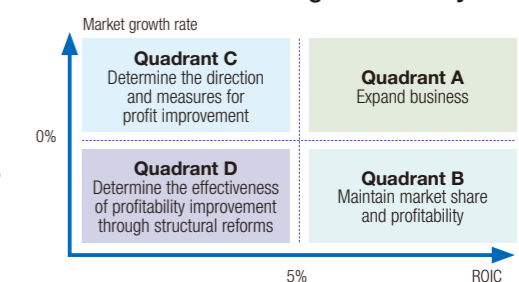 Market growth rate
Quadrant C
Determine the direction
and measures for
profit improvement
Quadrant A
Expand business
0%
Quadrant D
Determine the effectiveness
of profitability improvement
through structural reforms
Quadrant B
Maintain market share
and profitability
5%
ROIC